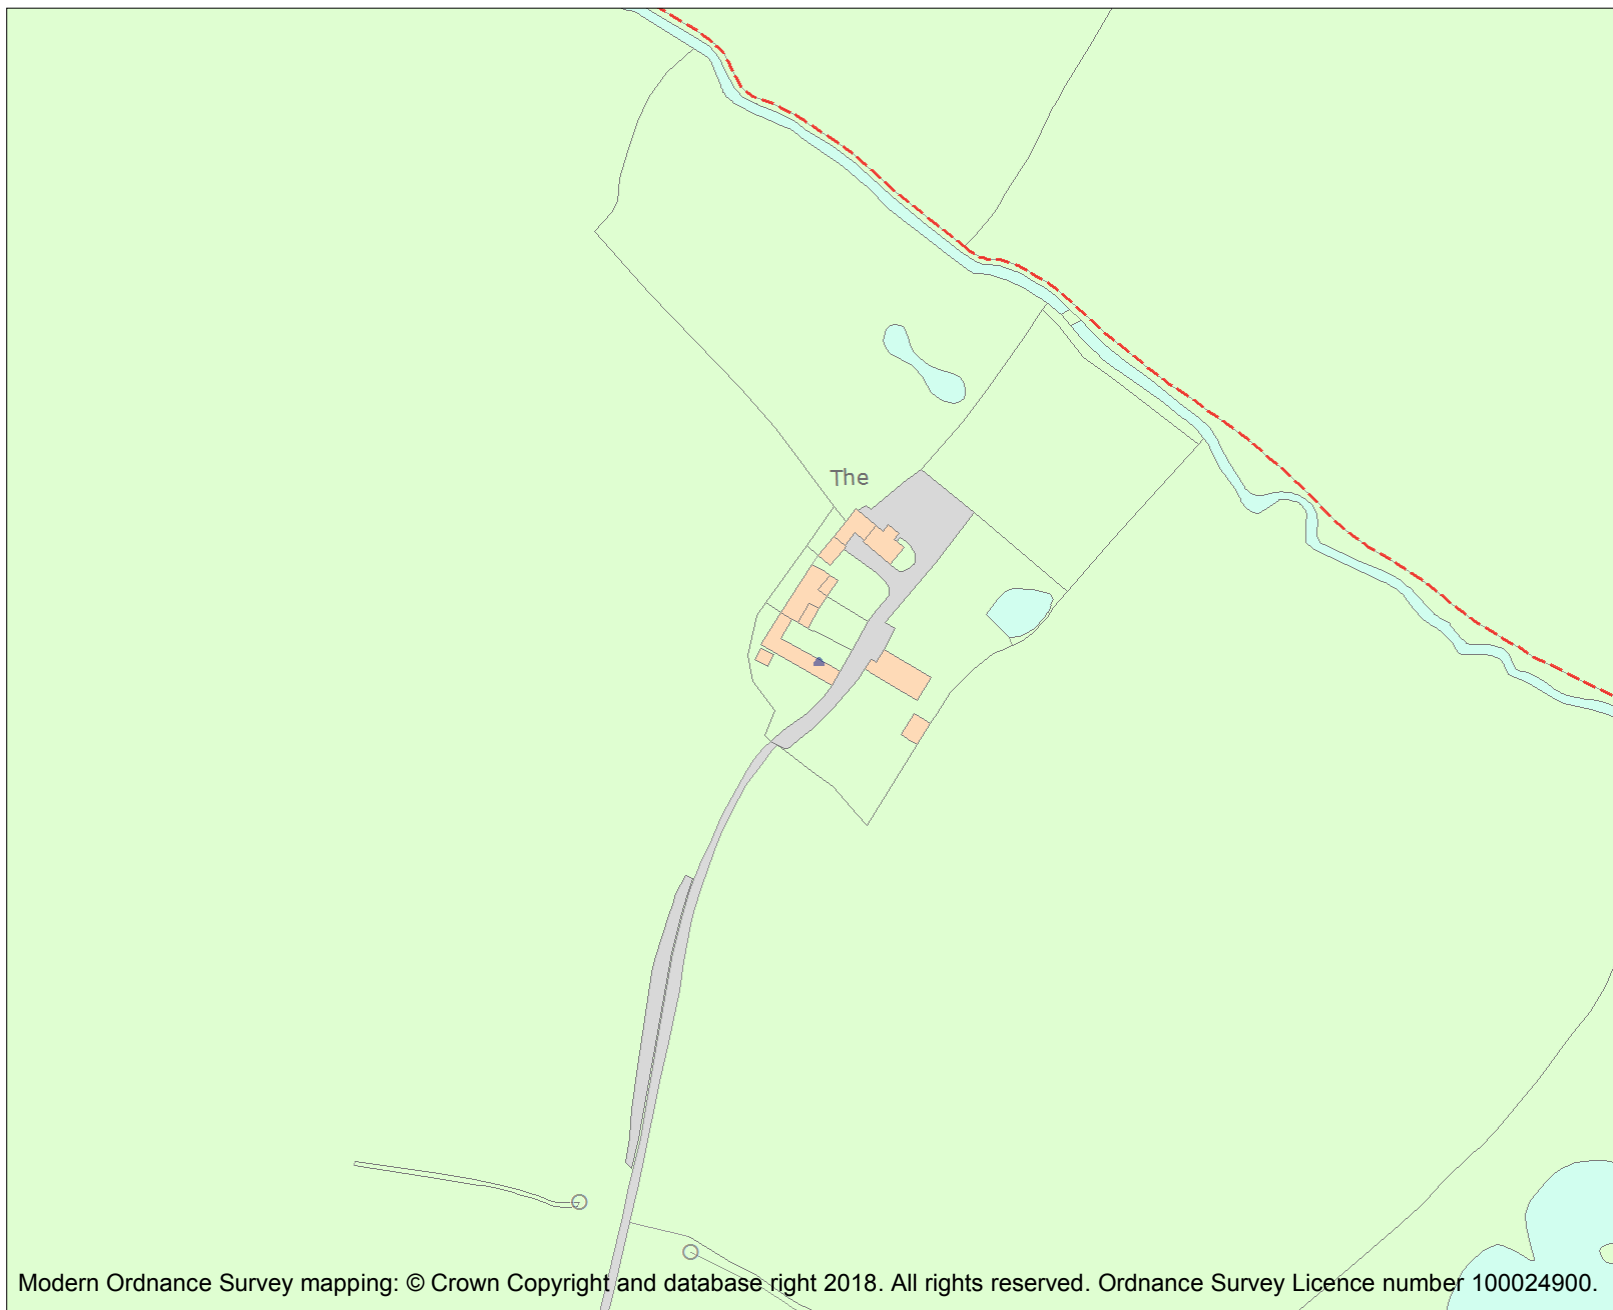 The
Modern Ordnance Survey mapping: © Crown Copyright and database right 2018. All rights reserved. Ordnance Survey Licence number 100024900.